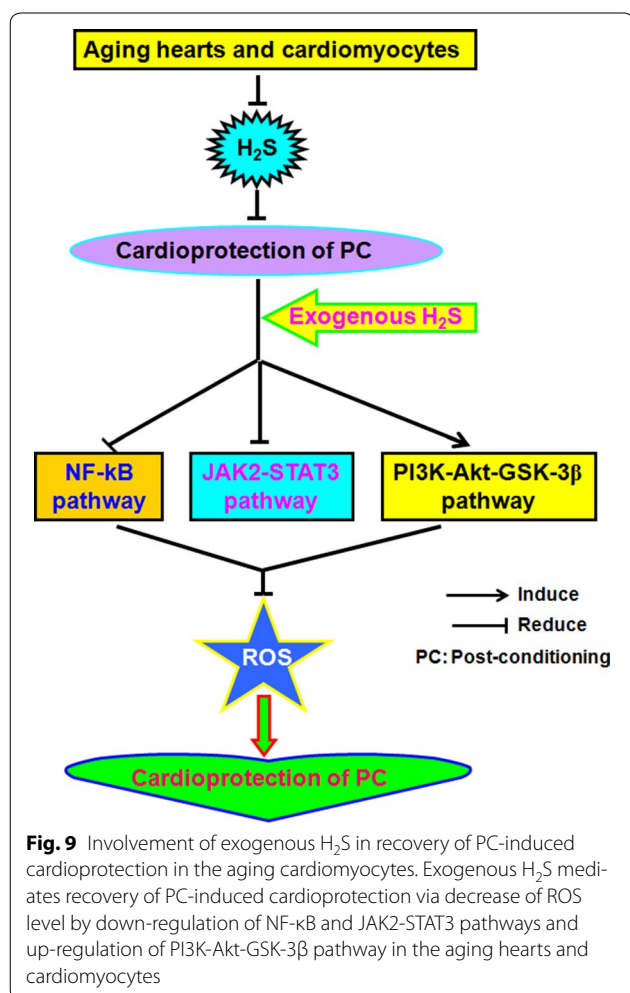 Aging hearts and cardiomyocytes
H₂S
Cardioprotection of PC
Exogenous H₂S
NF-kB
pathway
JAK2-STAT3
pathway
PI3K-Akt-GSK-3β
pathway
Induce
Reduce
PC: Post-conditioning
ROS
Cardioprotection of PC
Fig. 9 Involvement of exogenous H₂S in recovery of PC-induced
cardioprotection in the aging cardiomyocytes. Exogenous H₂S medi-
ates recovery of PC-induced cardioprotection via decrease of ROS
level by down-regulation of NF-κB and JAK2-STAT3 pathways and
up-regulation of PI3K-Akt-GSK-3β pathway in the aging hearts and
cardiomyocytes